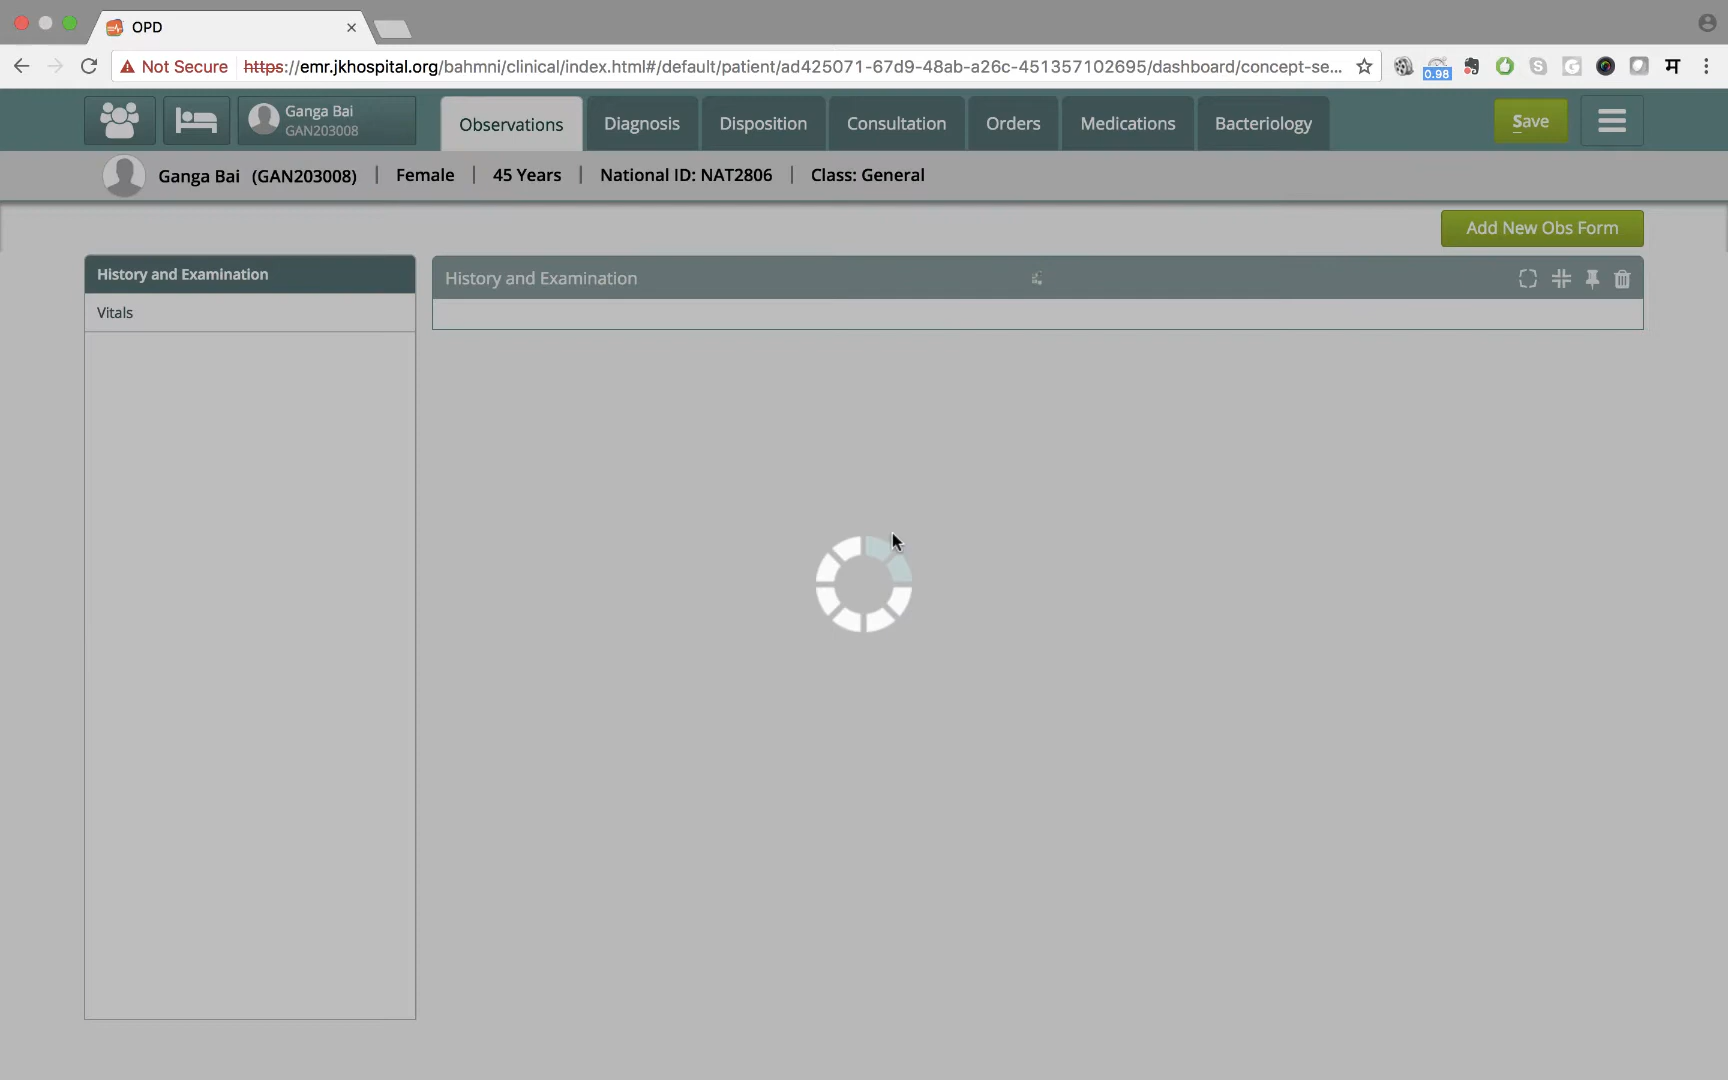 OPD
Not Secure https://emr.jkhospital.org/bahmni/clinical/index.html#/default/patient/ad425071-67d9-48ab-a26c-451357102695/dashboard/concept-se...
0.98
S
G
म
Ganga Bai
GAN203008
Observations
Diagnosis
Disposition
Consultation
Orders
Medications
Bacteriology
Save
Ganga Bai (GAN203008) | Female | 45 Years | National ID: NAT2806 | Class: General
Add New Obs Form
History and Examination
Vitals
History and Examination